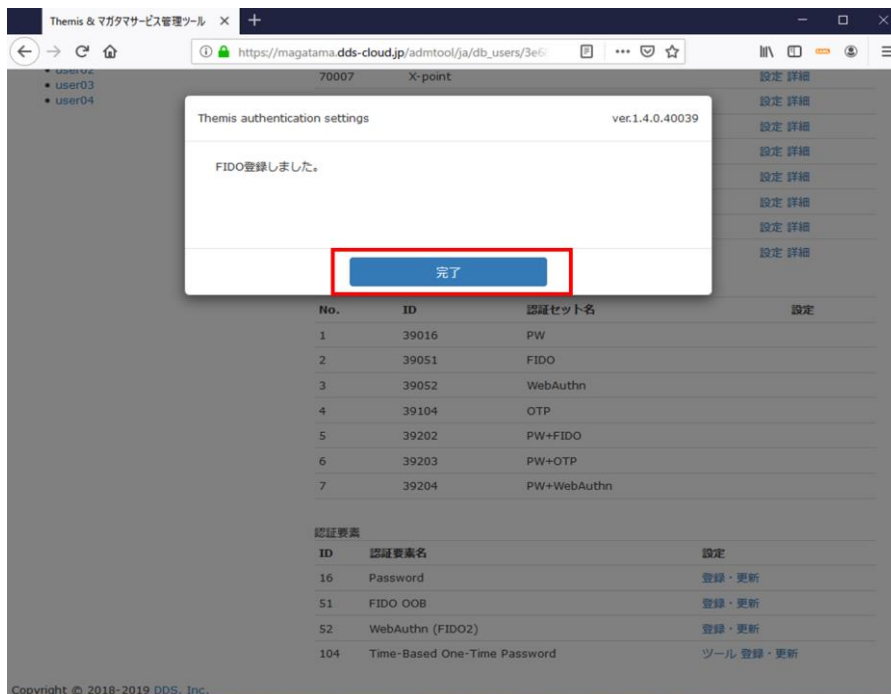 Themis & マガタマサービス管理ツール
https://magatama.dds-cloud.jp/admtool/ja/db_users/3e6
user02
user03
user04
70007 X-point 設定 詳細
設定 詳細
設定 詳細
設定 詳細
設定 詳細
設定 詳細
設定 詳細
設定 詳細
Themis authentication settings ver.1.4.0.40039
FIDO登録しました。
完了
No. ID 認証セット名 設定
1 39016 PW
2 39051 FIDO
3 39052 WebAuthn
4 39104 OTP
5 39202 PW+FIDO
6 39203 PW+OTP
7 39204 PW+WebAuthn
認証要素
ID 認証要素名 設定
16 Password 登録・更新
51 FIDO OOB 登録・更新
52 WebAuthn (FIDO2) 登録・更新
104 Time-Based One-Time Password ツール 登録・更新
Copyright © 2018-2019 DDS, Inc.